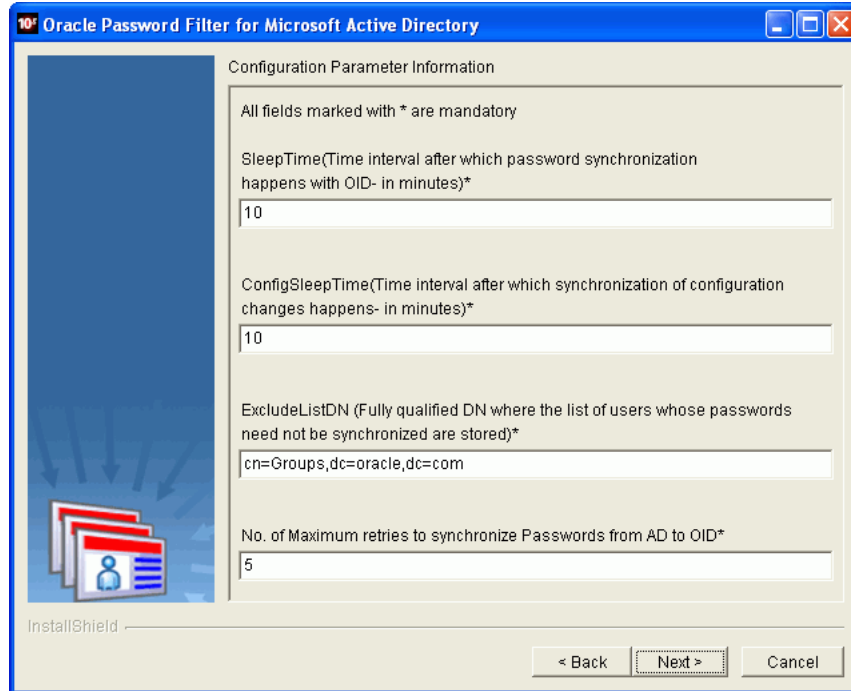 10g Oracle Password Filter for Microsoft Active Directory
Configuration Parameter Information
All fields marked with * are mandatory
SleepTime(Time interval after which password synchronization
happens with OID- in minutes)*
10
ConfigSleepTime(Time interval after which synchronization of configuration
changes happens- in minutes)*
10
ExcludeListDN (Fully qualified DN where the list of users whose passwords
need not be synchronized are stored)*
cn=Groups,dc=oracle,dc=com
No. of Maximum retries to synchronize Passwords from AD to OID*
5
InstallShield
< Back Next > Cancel